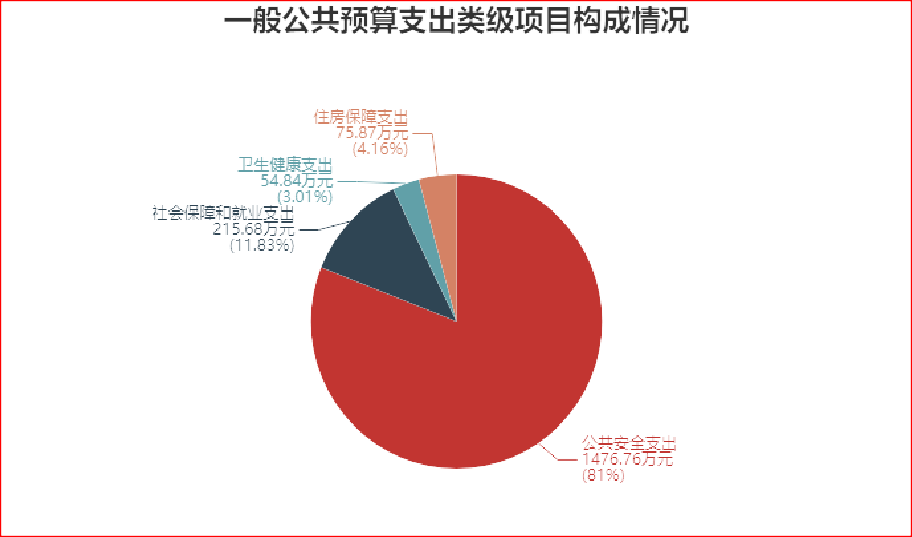 一般公共预算支出类级项目构成情况
住房保障支出
75.87万元
(4.16%)
卫生健康支出
54.84万元
(3.01%)
社会保障和就业支出
215.68万元
(11.83%)
公共安全支出
1476.76万元
(81%)